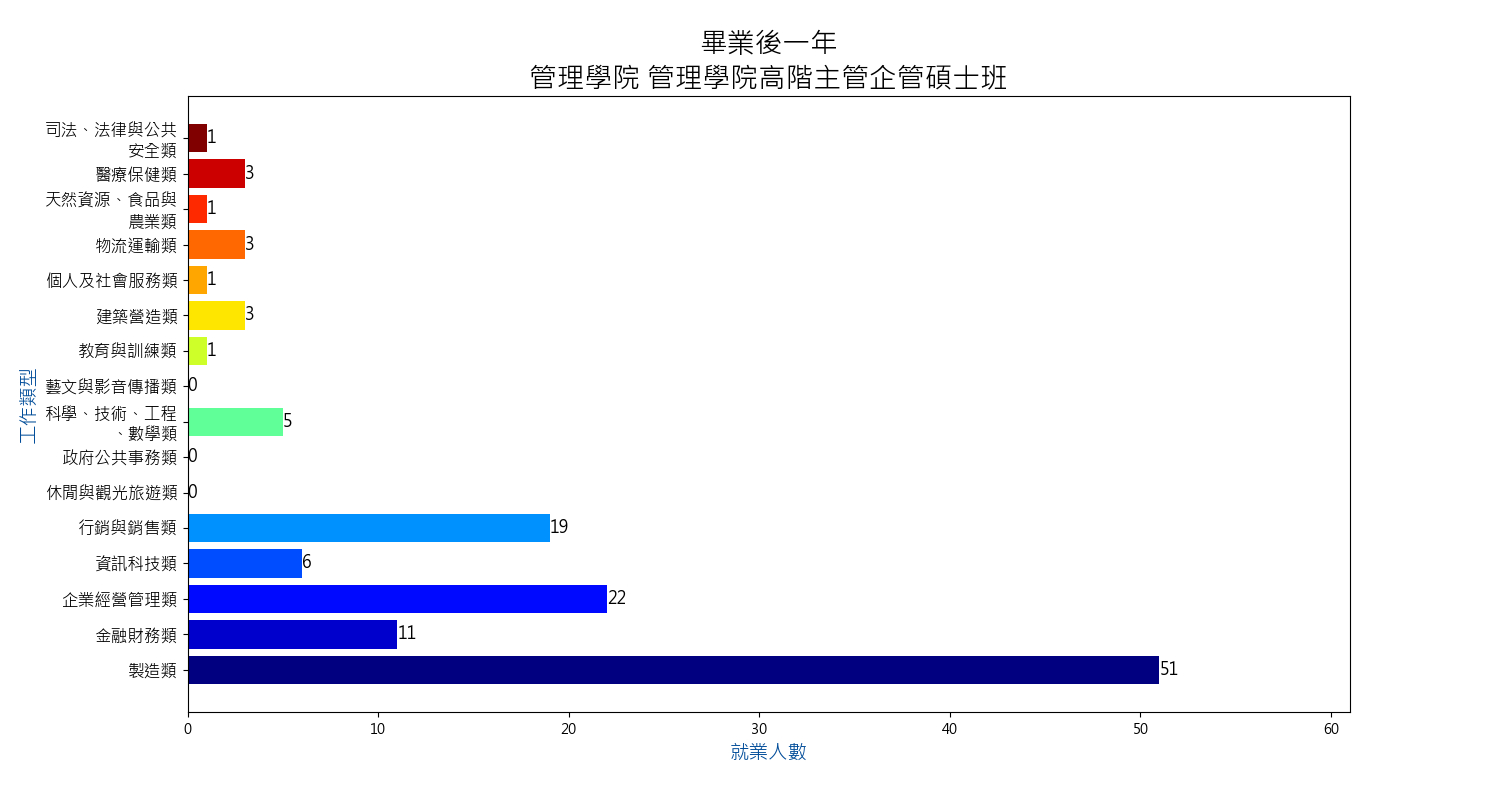 畢業後一年
管理學院 管理學院高階主管企管碩士班
司法、法律與公共
安全類
1
醫療保健類
3
天然資源、食品與
農業類
1
物流運輸類
3
個人及社會服務類
1
建築營造類
3
教育與訓練類
1
藝文與影音傳播類
0
科學、技術、工程
、數學類
5
政府公共事務類
0
休閒與觀光旅遊類
0
行銷與銷售類
19
資訊科技類
6
企業經營管理類
22
金融財務類
11
製造類
51
工作類型
0 10 20 30 40 50 60
就業人數